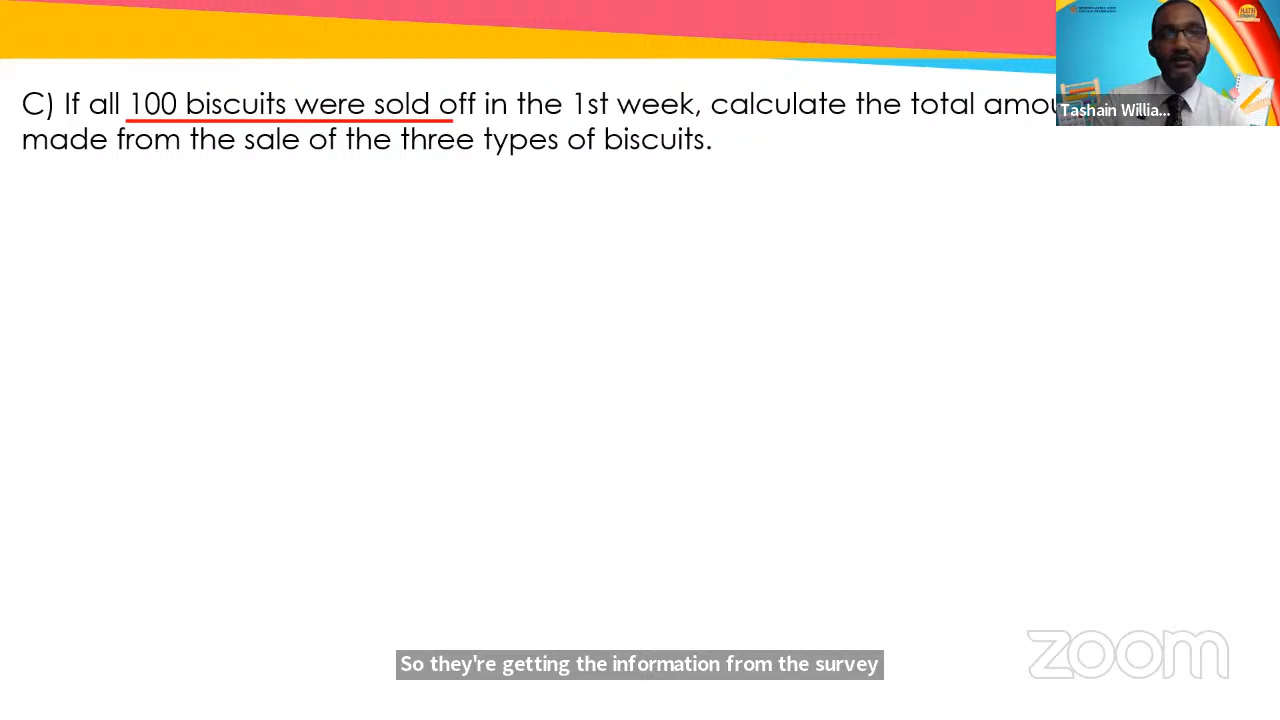 C) If all 100 biscuits were sold off in the 1st week, calculate the total
made from the sale of the three types of biscuits.
Tashain Willia...
MATH
So they're getting the information from the survey
zoom